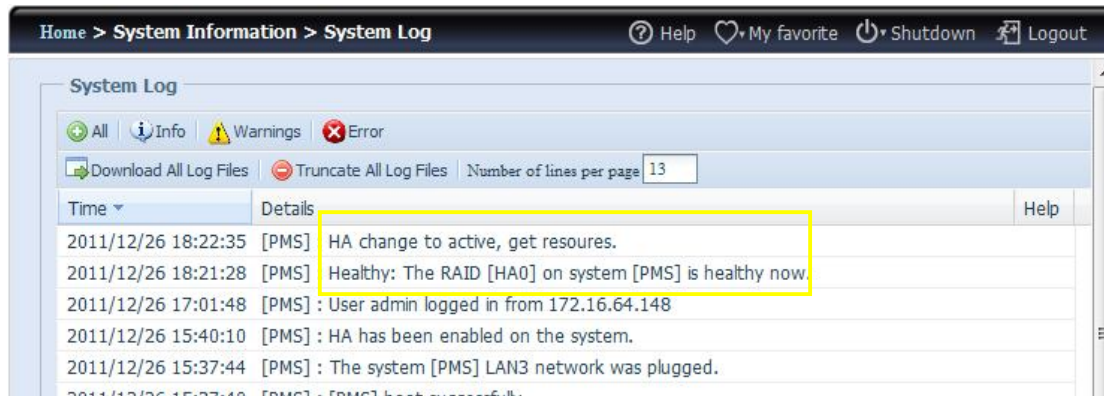 Home > System Information > System Log
Help My favorite Shutdown Logout
System Log
All Info Warnings Error
Download All Log Files Truncate All Log Files Number of lines per page 13
Time Details Help
2011/12/26 18:22:35 [PMS] : HA change to active, get resoures.
2011/12/26 18:21:28 [PMS] : Healthy: The RAID [HA0] on system [PMS] is healthy now.
2011/12/26 17:01:48 [PMS] : User admin logged in from 172.16.64.148
2011/12/26 15:40:10 [PMS] : HA has been enabled on the system.
2011/12/26 15:37:44 [PMS] : The system [PMS] LAN3 network was plugged.